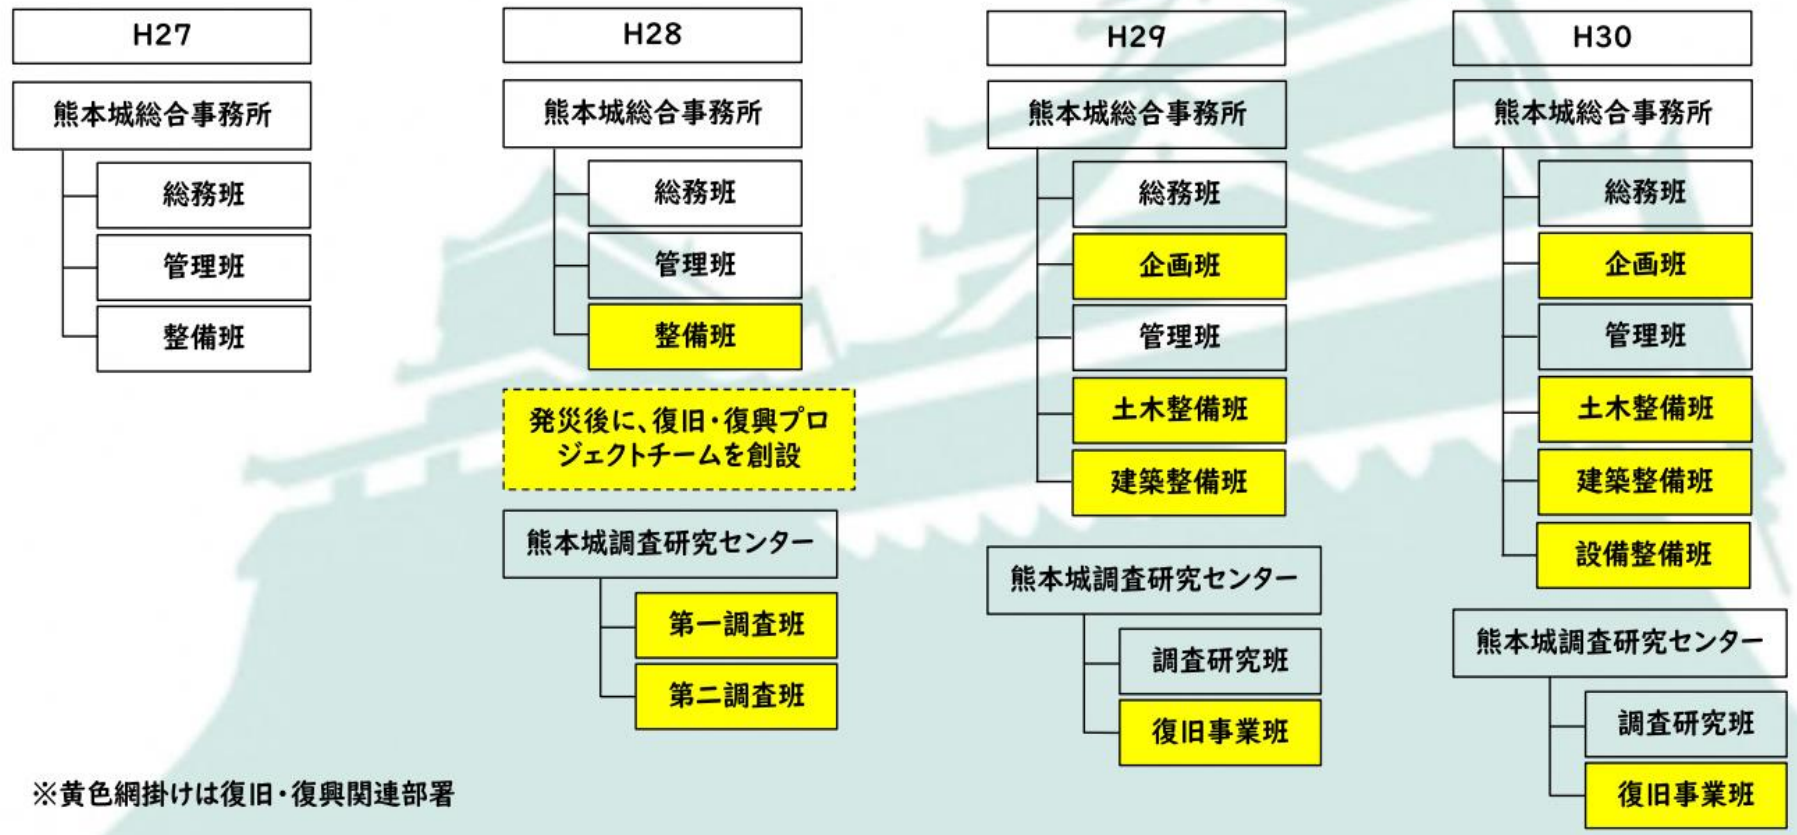 H27
熊本城総合事務所
総務班
管理班
整備班
H28
熊本城総合事務所
総務班
管理班
整備班
発災後に、復旧・復興プロ
ジェクトチームを創設
熊本城調査研究センター
第一調査班
第二調査班
H29
熊本城総合事務所
総務班
企画班
管理班
土木整備班
建築整備班
熊本城調査研究センター
調査研究班
復旧事業班
H30
熊本城総合事務所
総務班
企画班
管理班
土木整備班
建築整備班
設備整備班
熊本城調査研究センター
調査研究班
復旧事業班
※黄色網掛けは復旧・復興関連部署